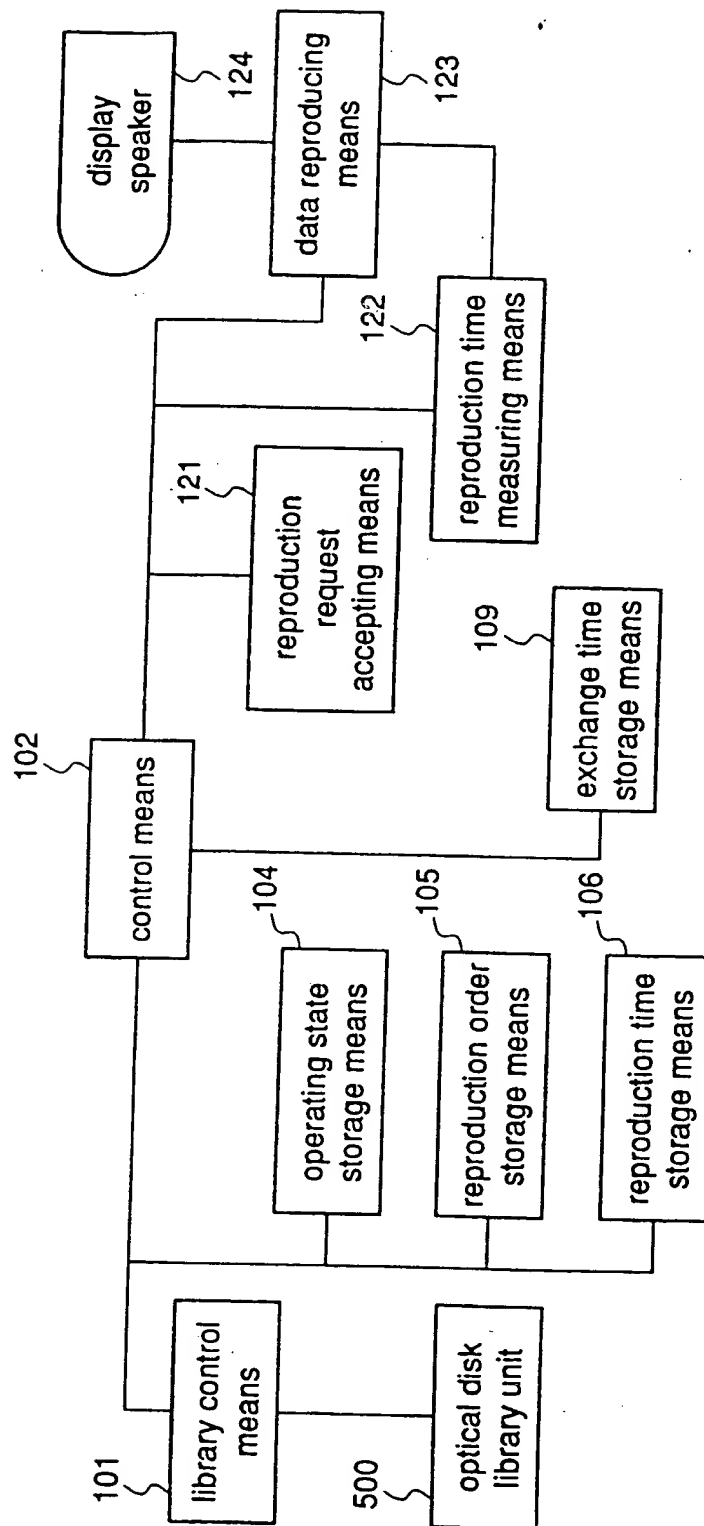 102
control means
101
library control
means
500
optical disk
library unit
104
operating state
storage means
105
reproduction order
storage means
106
reproduction time
storage means
109
exchange time
storage means
121
reproduction
request
accepting means
122
reproduction time
measuring means
123
data reproducing
means
124
display
speaker